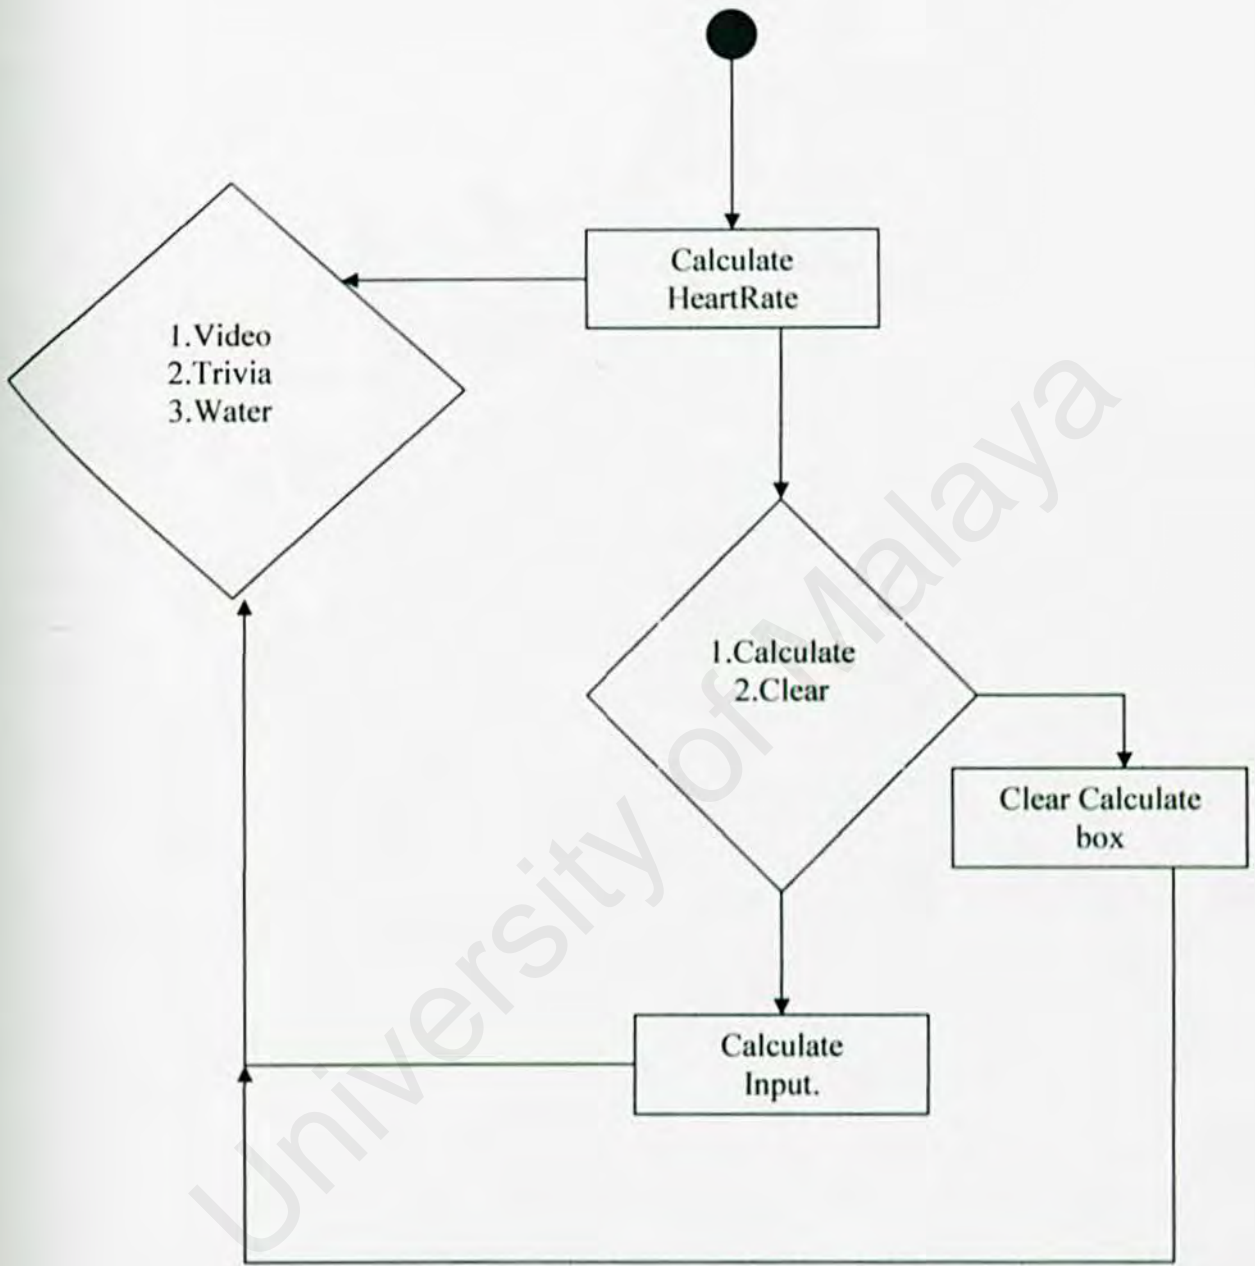 Calculate
HeartRate
1.Video
2.Trivia
3.Water
1.Calculate
2.Clear
Clear Calculate
box
Calculate
Input.
University of Malaya